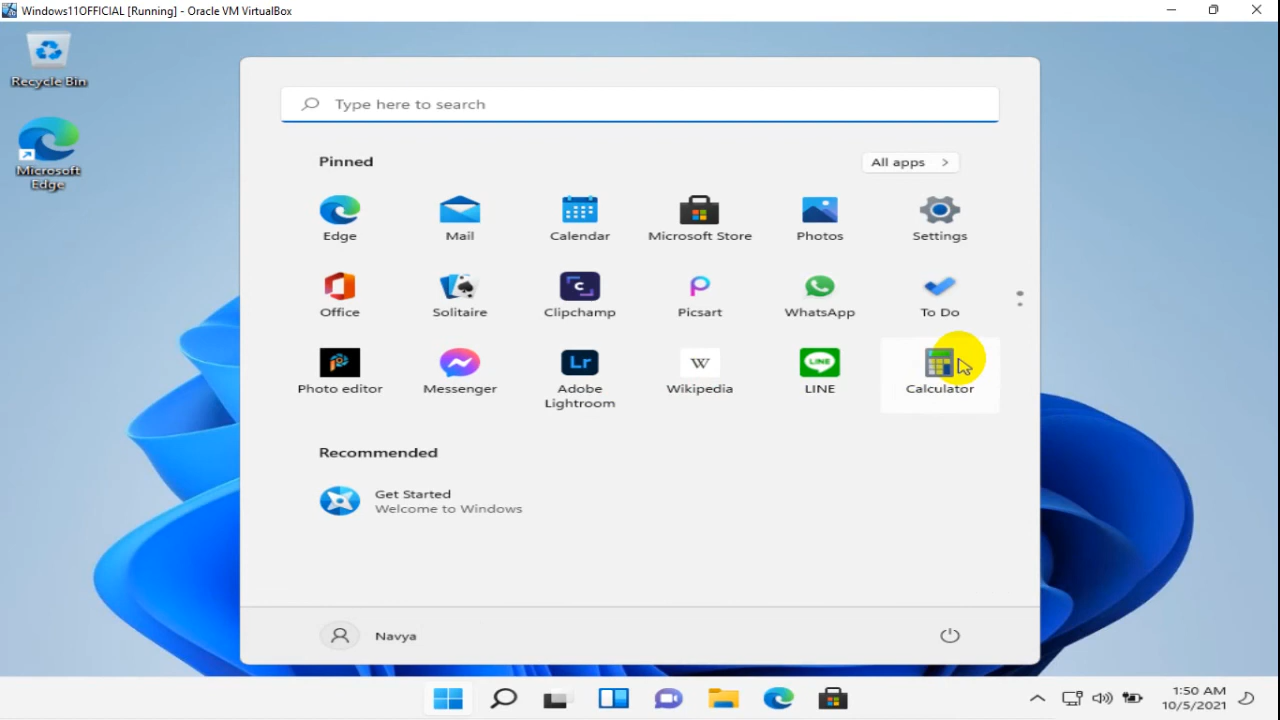 Windows11OFFICIAL [Running] - Oracle VM VirtualBox
Recycle Bin
Microsoft
Edge
Type here to search
Pinned
All apps
Edge
Mail
Calendar
Microsoft Store
Photos
Settings
Office
Solitaire
Clipchamp
Picsart
WhatsApp
To Do
Photo editor
Messenger
Lr
Adobe
Lightroom
W
Wikipedia
LINE
LINE
Calculator
Recommended
Get Started
Welcome to Windows
Navya
1:50 AM
10/5/2021